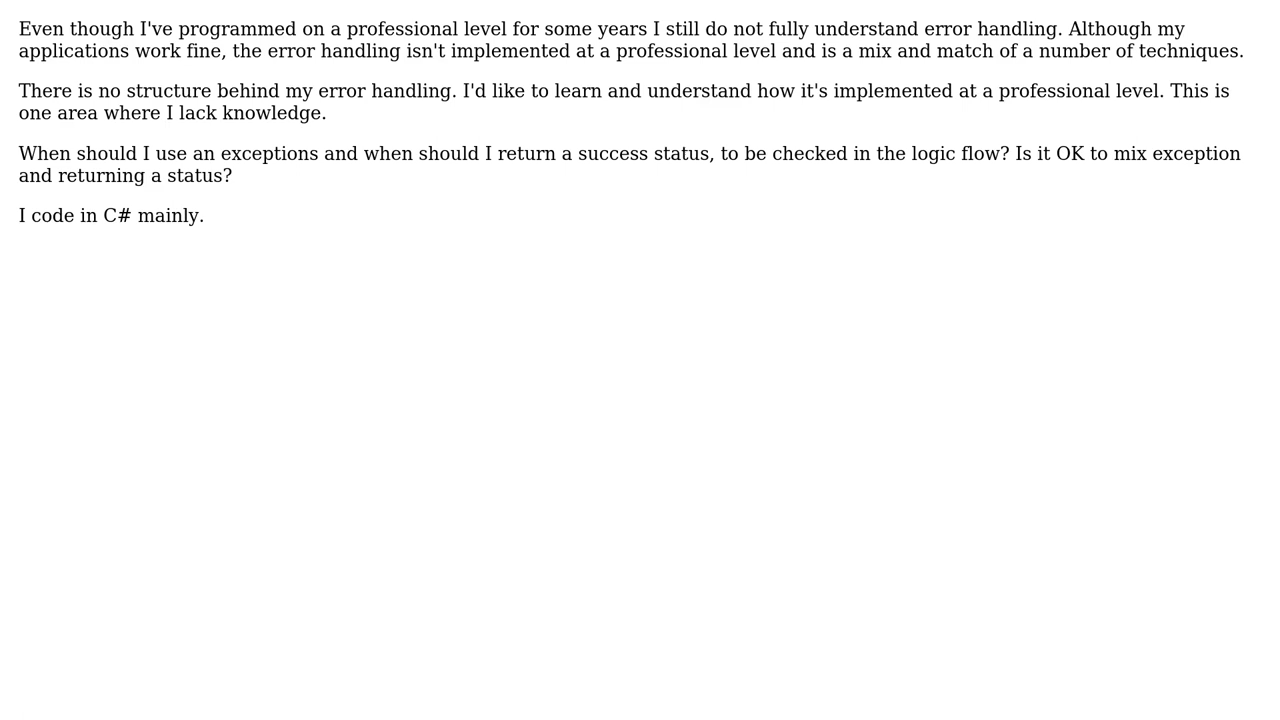 Even though I've programmed on a professional level for some years I still do not fully understand error handling. Although my
applications work fine, the error handling isn't implemented at a professional level and is a mix and match of a number of techniques.
There is no structure behind my error handling. I'd like to learn and understand how it's implemented at a professional level. This is
one area where I lack knowledge.
When should I use an exceptions and when should I return a success status, to be checked in the logic flow? Is it OK to mix exception
and returning a status?
I code in C# mainly.